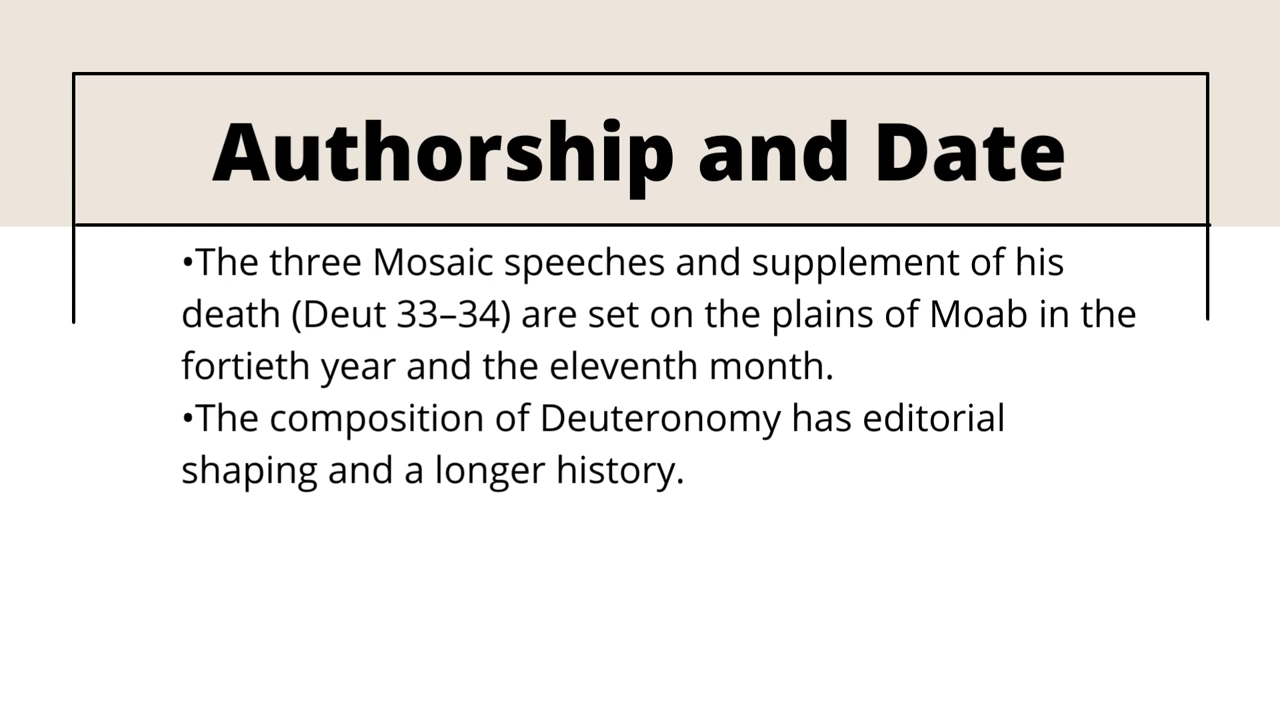 Authorship and Date
•The three Mosaic speeches and supplement of his
death (Deut 33–34) are set on the plains of Moab in the
fortieth year and the eleventh month.
•The composition of Deuteronomy has editorial
shaping and a longer history.